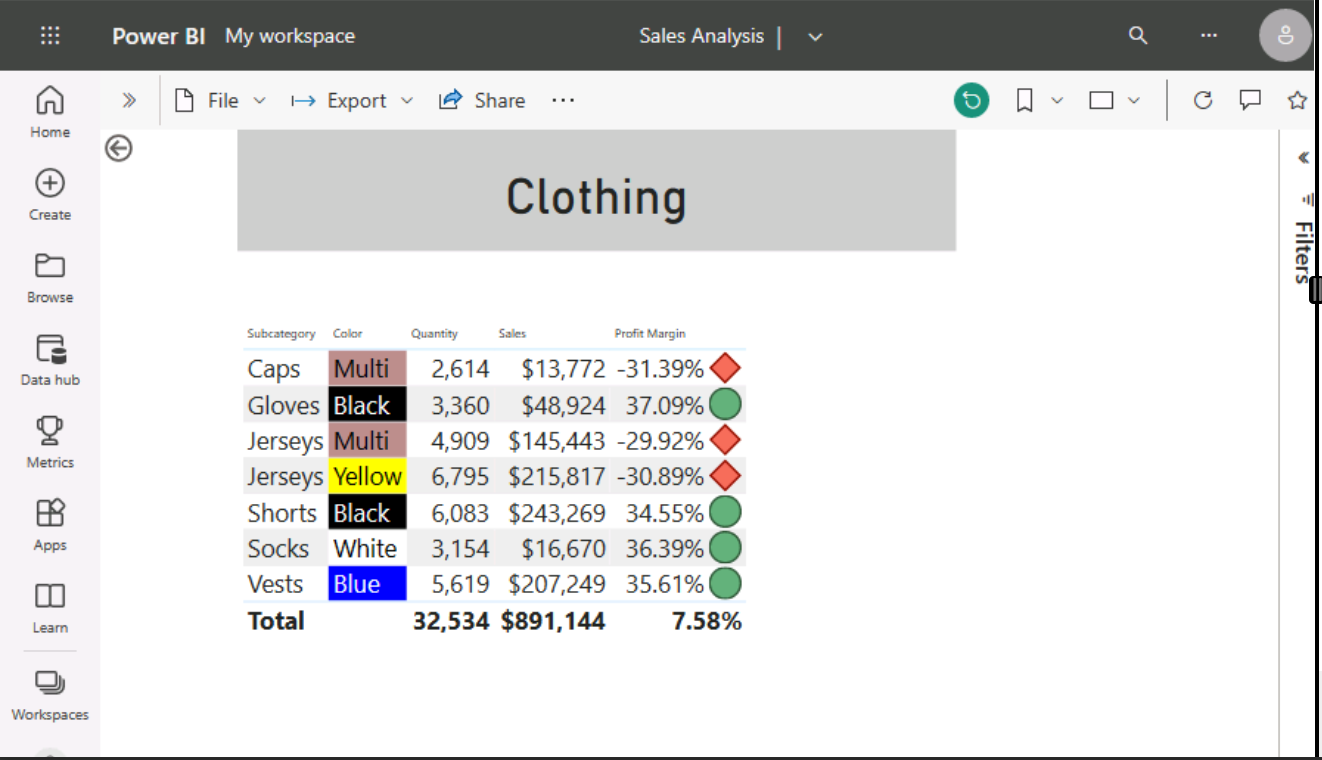 Power BI My workspace Sales Analysis |
File Export Share ...
Home
Create
Browse
Data hub
Metrics
Apps
Learn
Workspaces
Clothing
Subcategory Color Quantity Sales Profit Margin
Caps Multi 2,614 $13,772 -31.39%
Gloves Black 3,360 $48,924 37.09%
Jerseys Multi 4,909 $145,443 -29.92%
Jerseys Yellow 6,795 $215,817 -30.89%
Shorts Black 6,083 $243,269 34.55%
Socks White 3,154 $16,670 36.39%
Vests Blue 5,619 $207,249 35.61%
Total 32,534 $891,144 7.58%
Filters